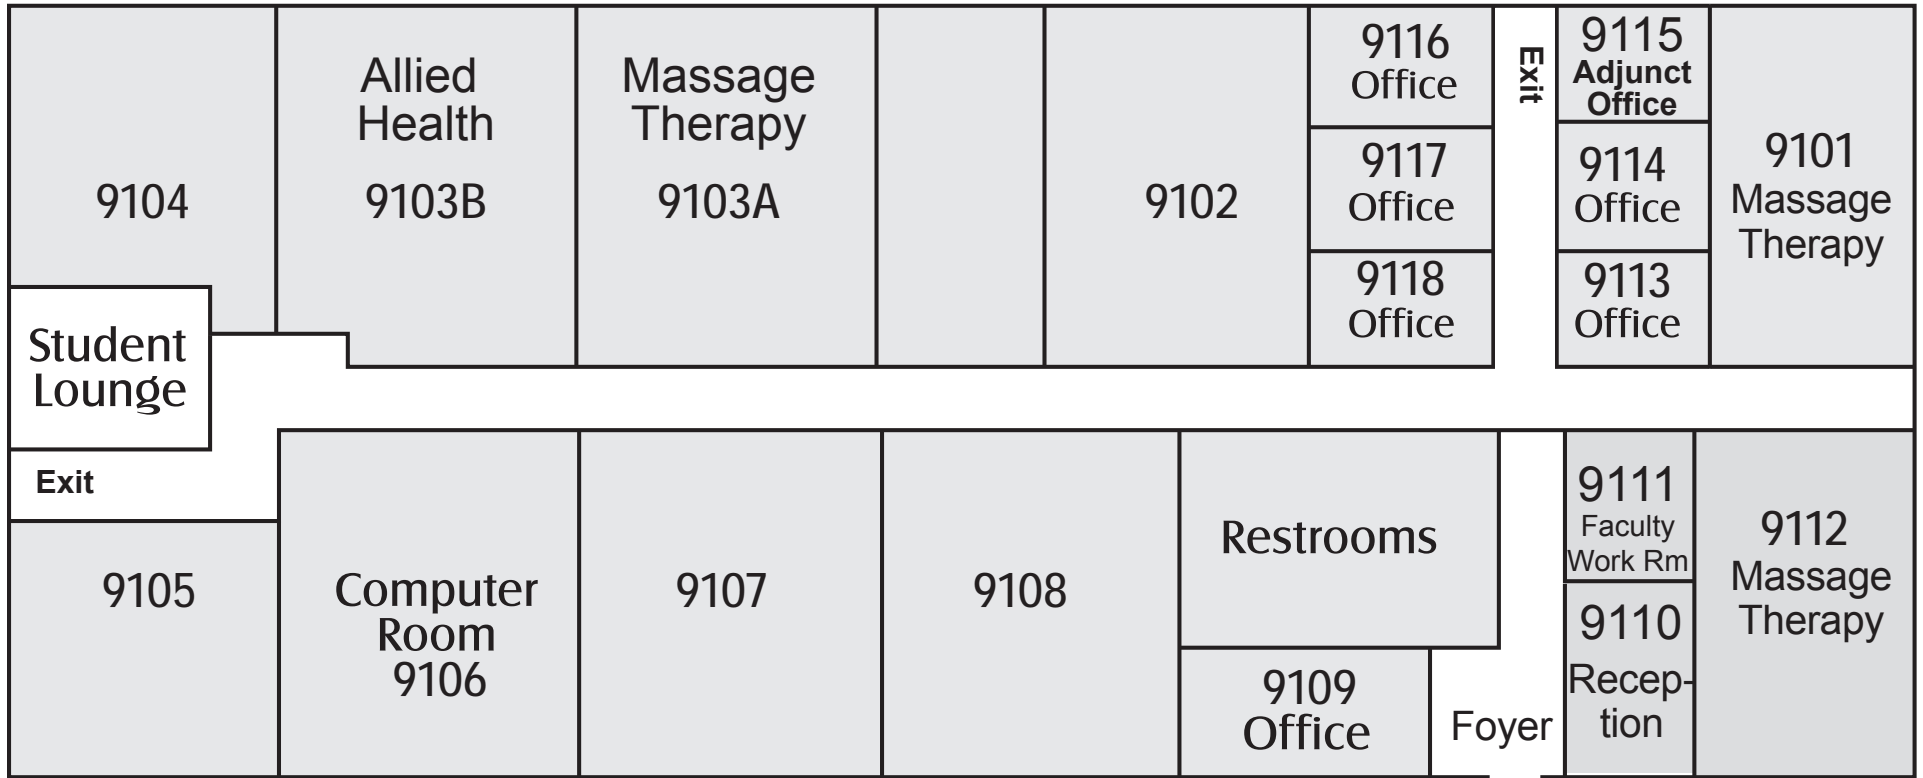 9104
Allied
Health
9103B
Massage
Therapy
9103A
9102
9116
Office
9117
Office
9118
Office
Exit
9115
Adjunct
Office
9114
Office
9113
Office
9101
Massage
Therapy
Student
Lounge
Exit
9105
Computer
Room
9106
9107
9108
Restrooms
9109
Office
Foyer
9111
Faculty
Work Rm
9110
Recep-
tion
9112
Massage
Therapy